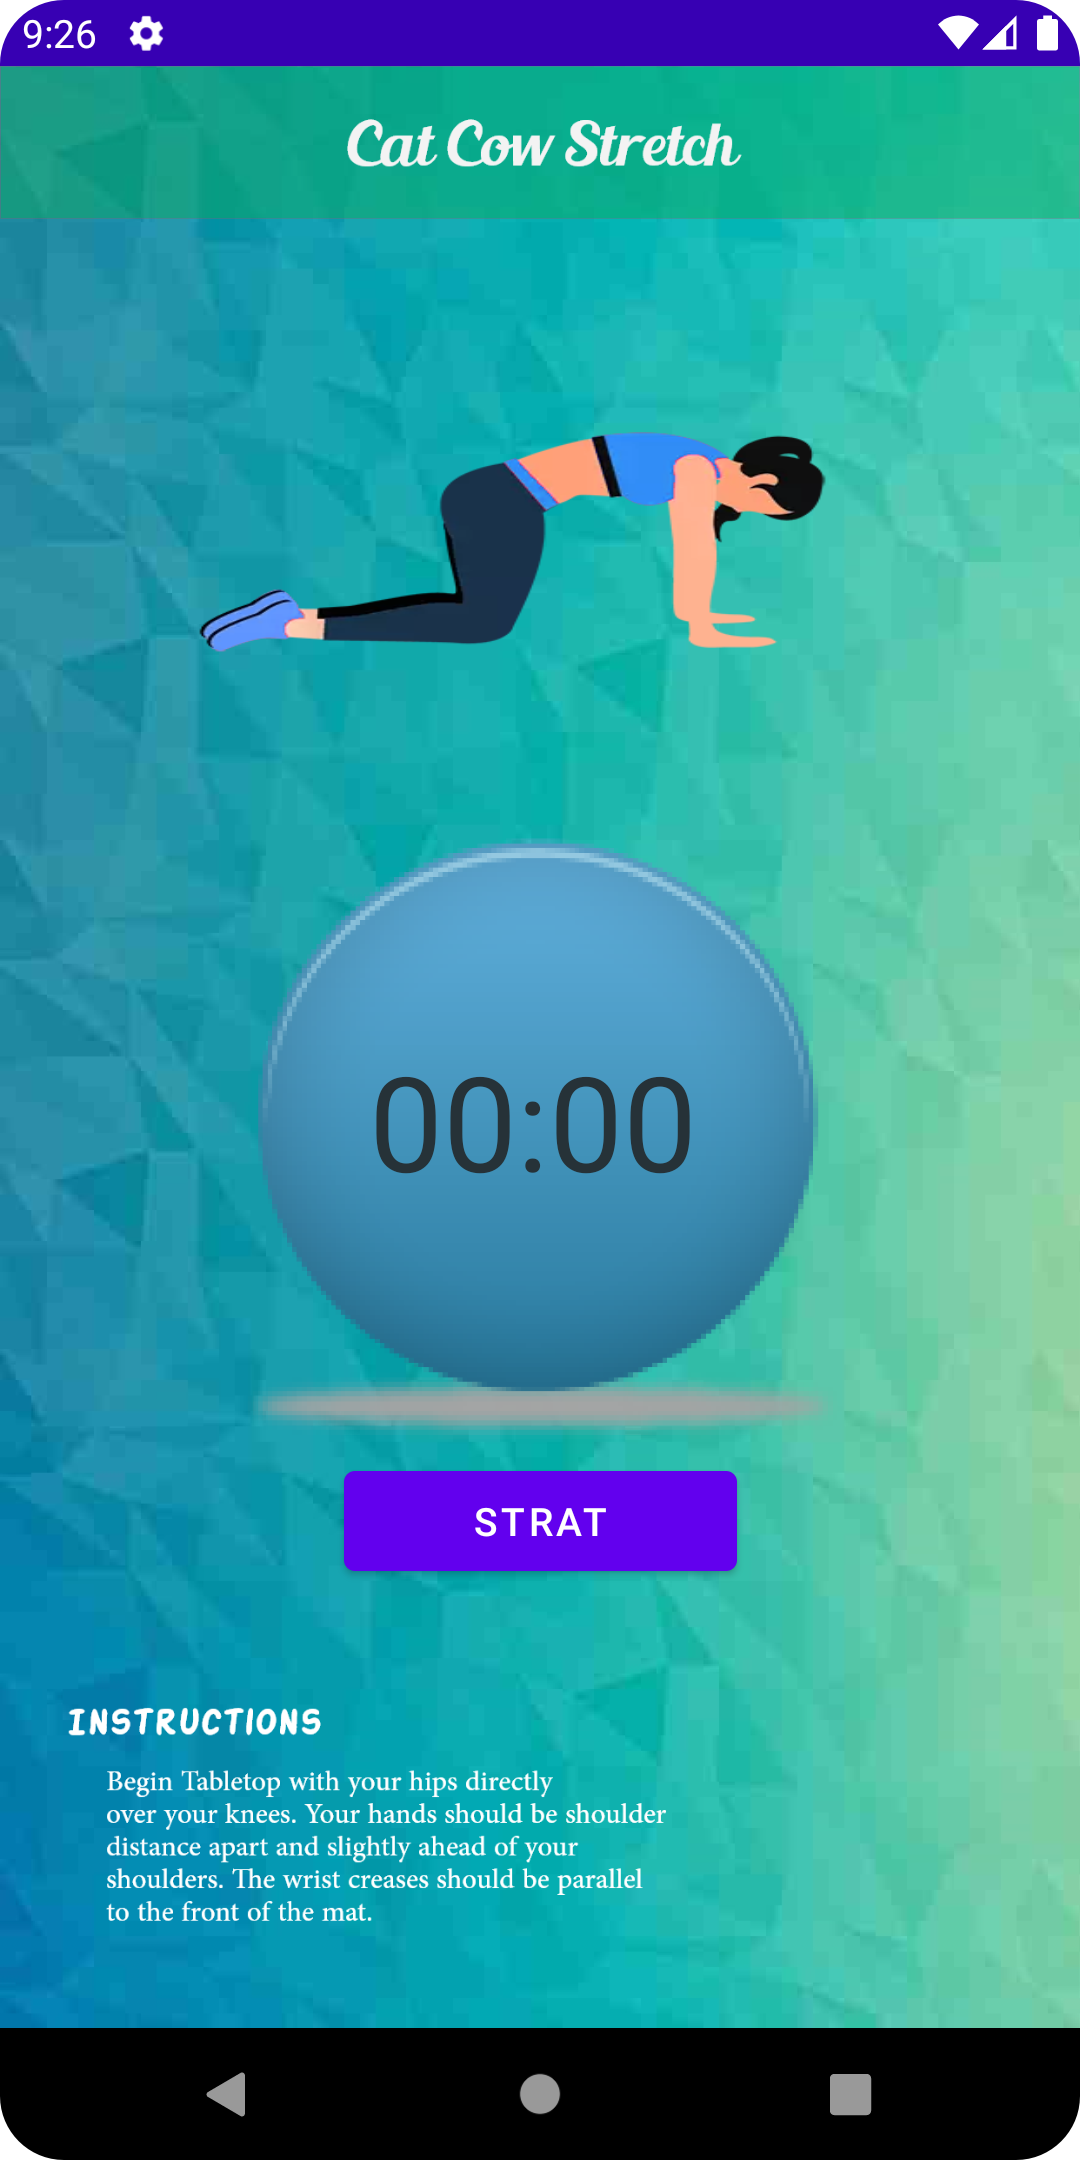 9:26
Cat Cow Stretch
00:00
STRAT
INSTRUCTIONS
Begin Tabletop with your hips directly
over your knees. Your hands should be shoulder
distance apart and slightly ahead of your
shoulders. The wrist creases should be parallel
to the front of the mat.